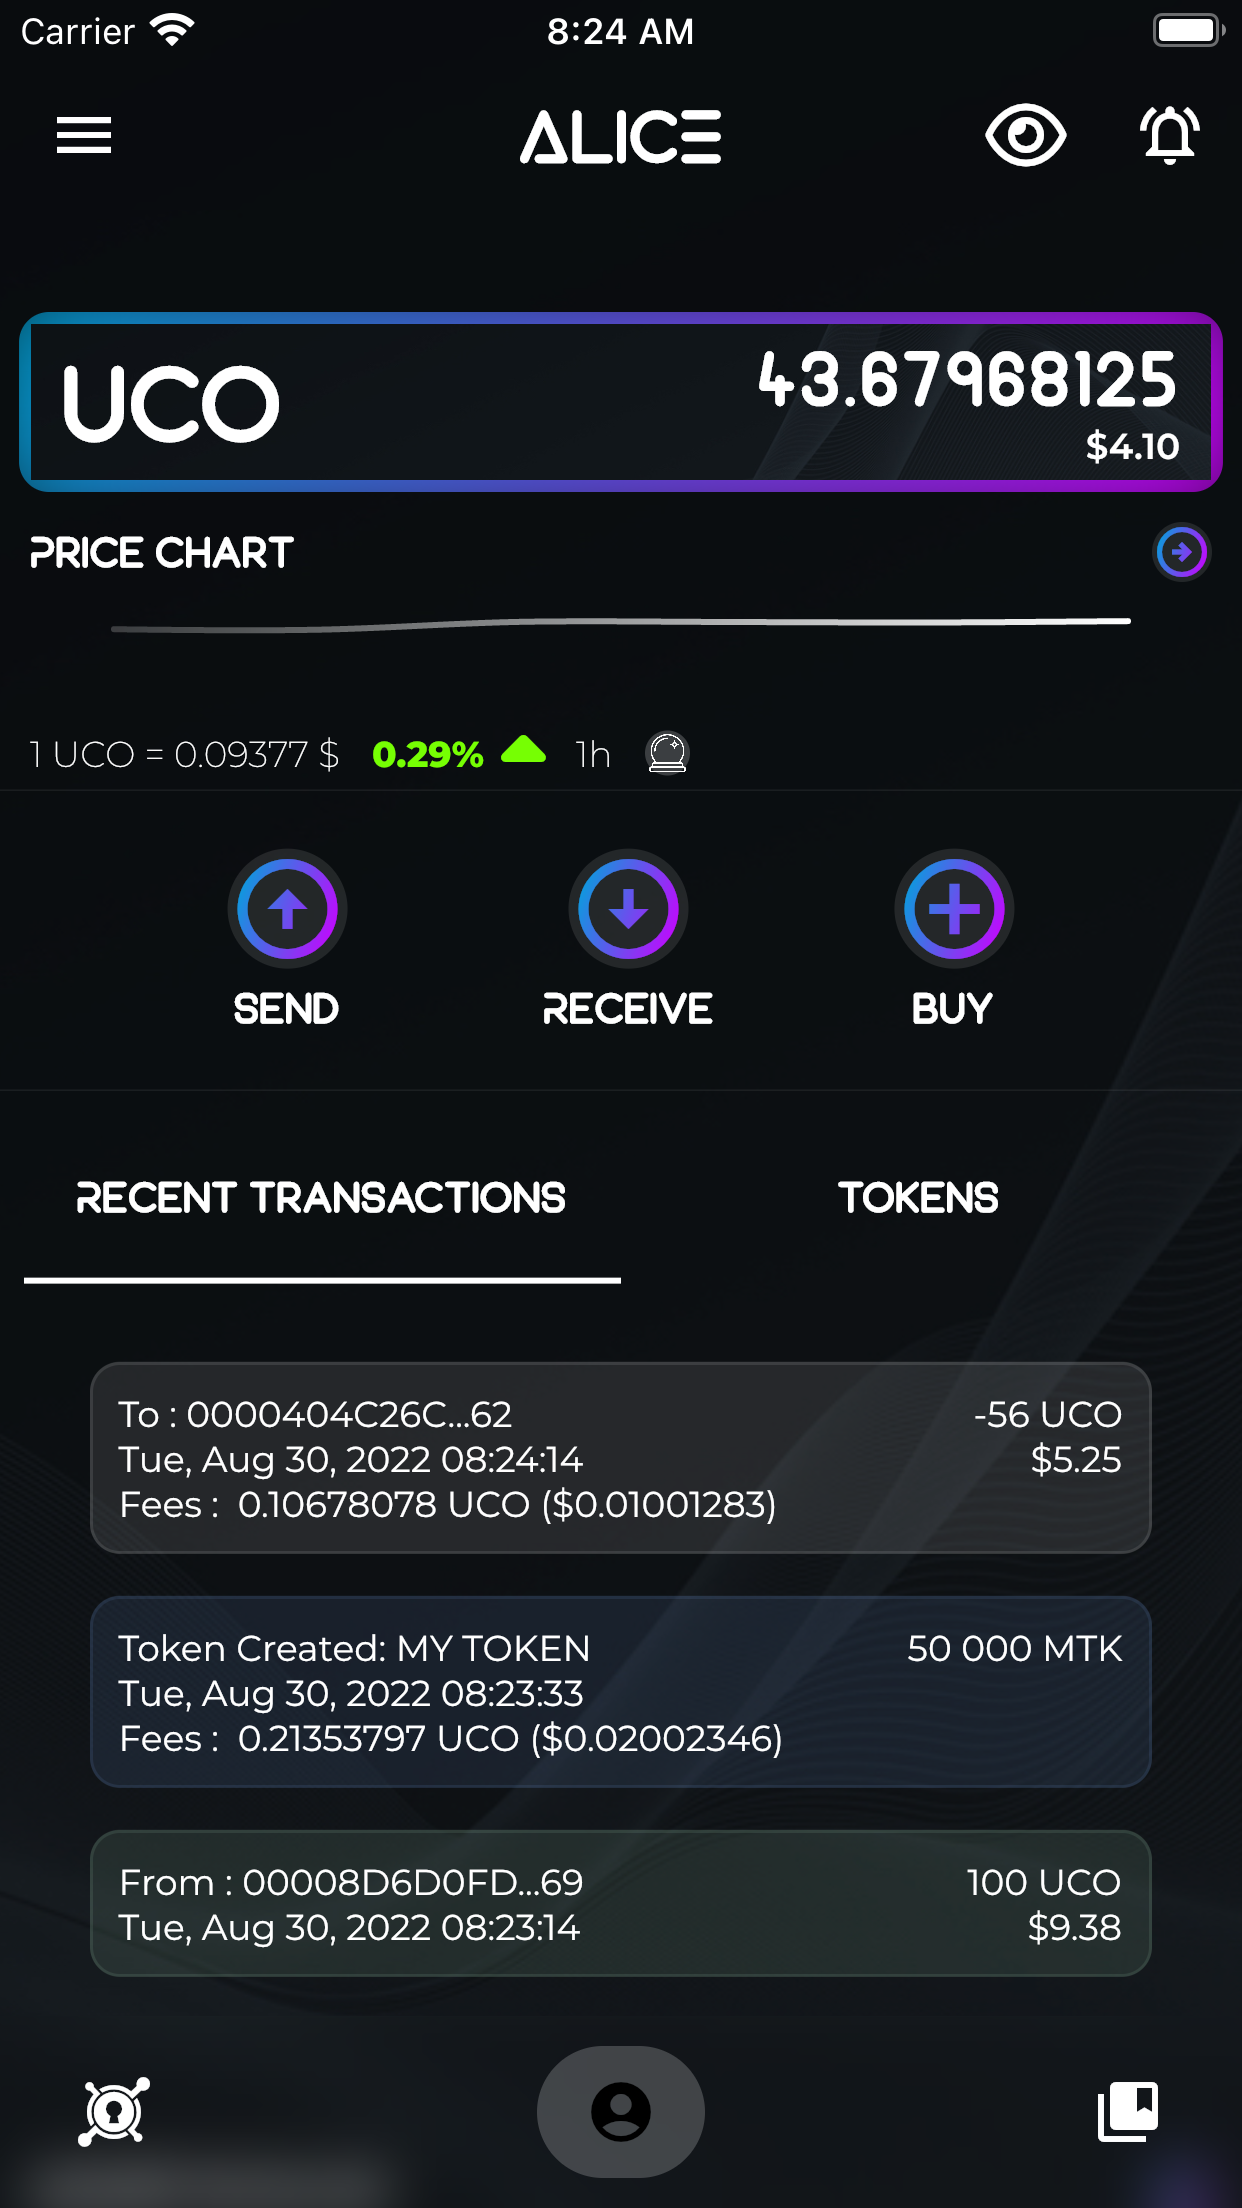 Carrier 8:24 AM
ALICE
UCO 43.67968125
$4.10
PRICE CHART
1 UCO = 0.09377 $ 0.29% 1h
SEND RECEIVE BUY
RECENT TRANSACTIONS TOKENS
To : 0000404C26C...62 -56 UCO
Tue, Aug 30, 2022 08:24:14 $5.25
Fees : 0.10678078 UCO ($0.01001283)
Token Created: MY TOKEN 50 000 MTK
Tue, Aug 30, 2022 08:23:33
Fees : 0.21353797 UCO ($0.02002346)
From : 00008D6D0FD...69 100 UCO
Tue, Aug 30, 2022 08:23:14 $9.38